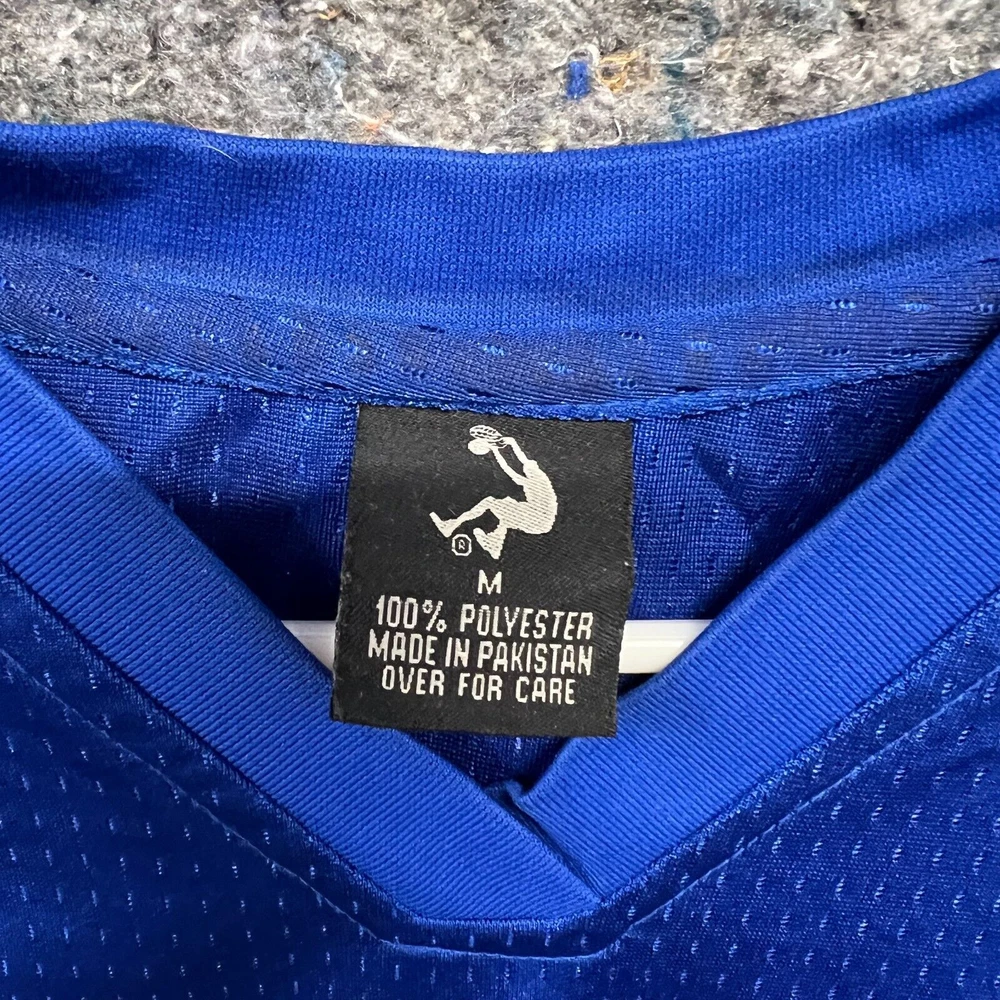 ®
M
100% POLYESTER
MADE IN PAKISTAN
OVER FOR CARE